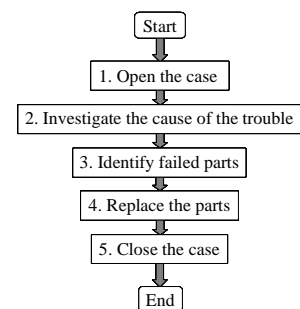 Start
1. Open the case
2. Investigate the cause of the trouble
3. Identify failed parts
4. Replace the parts
5. Close the case
End